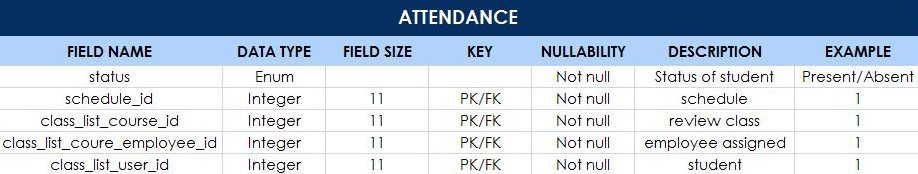 ATTENDANCE
FIELD NAME DATA TYPE FIELD SIZE KEY NULLABILITY DESCRIPTION EXAMPLE
status Enum Not null Status of student Present/Absent
schedule_id Integer 11 PK/FK Not null schedule 1
class_list_course_id Integer 11 PK/FK Not null review class 1
class_list_coure_employee_id Integer 11 PK/FK Not null employee assigned 1
class_list_user_id Integer 11 PK/FK Not null student 1